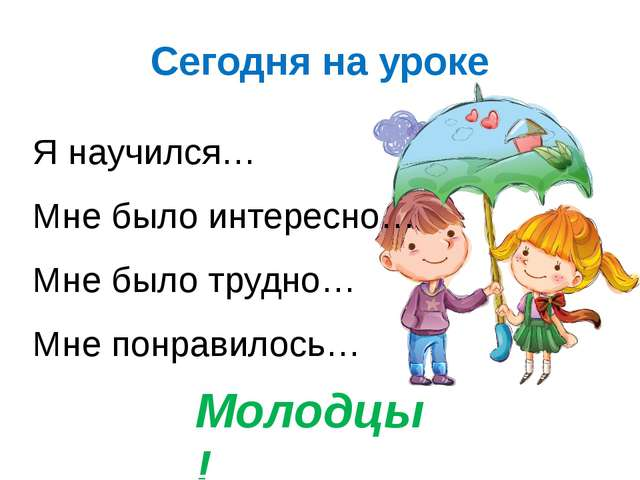 Сегодня на уроке
Я научился…
Мне было интересно…
Мне было трудно…
Мне понравилось…
Молодцы
!